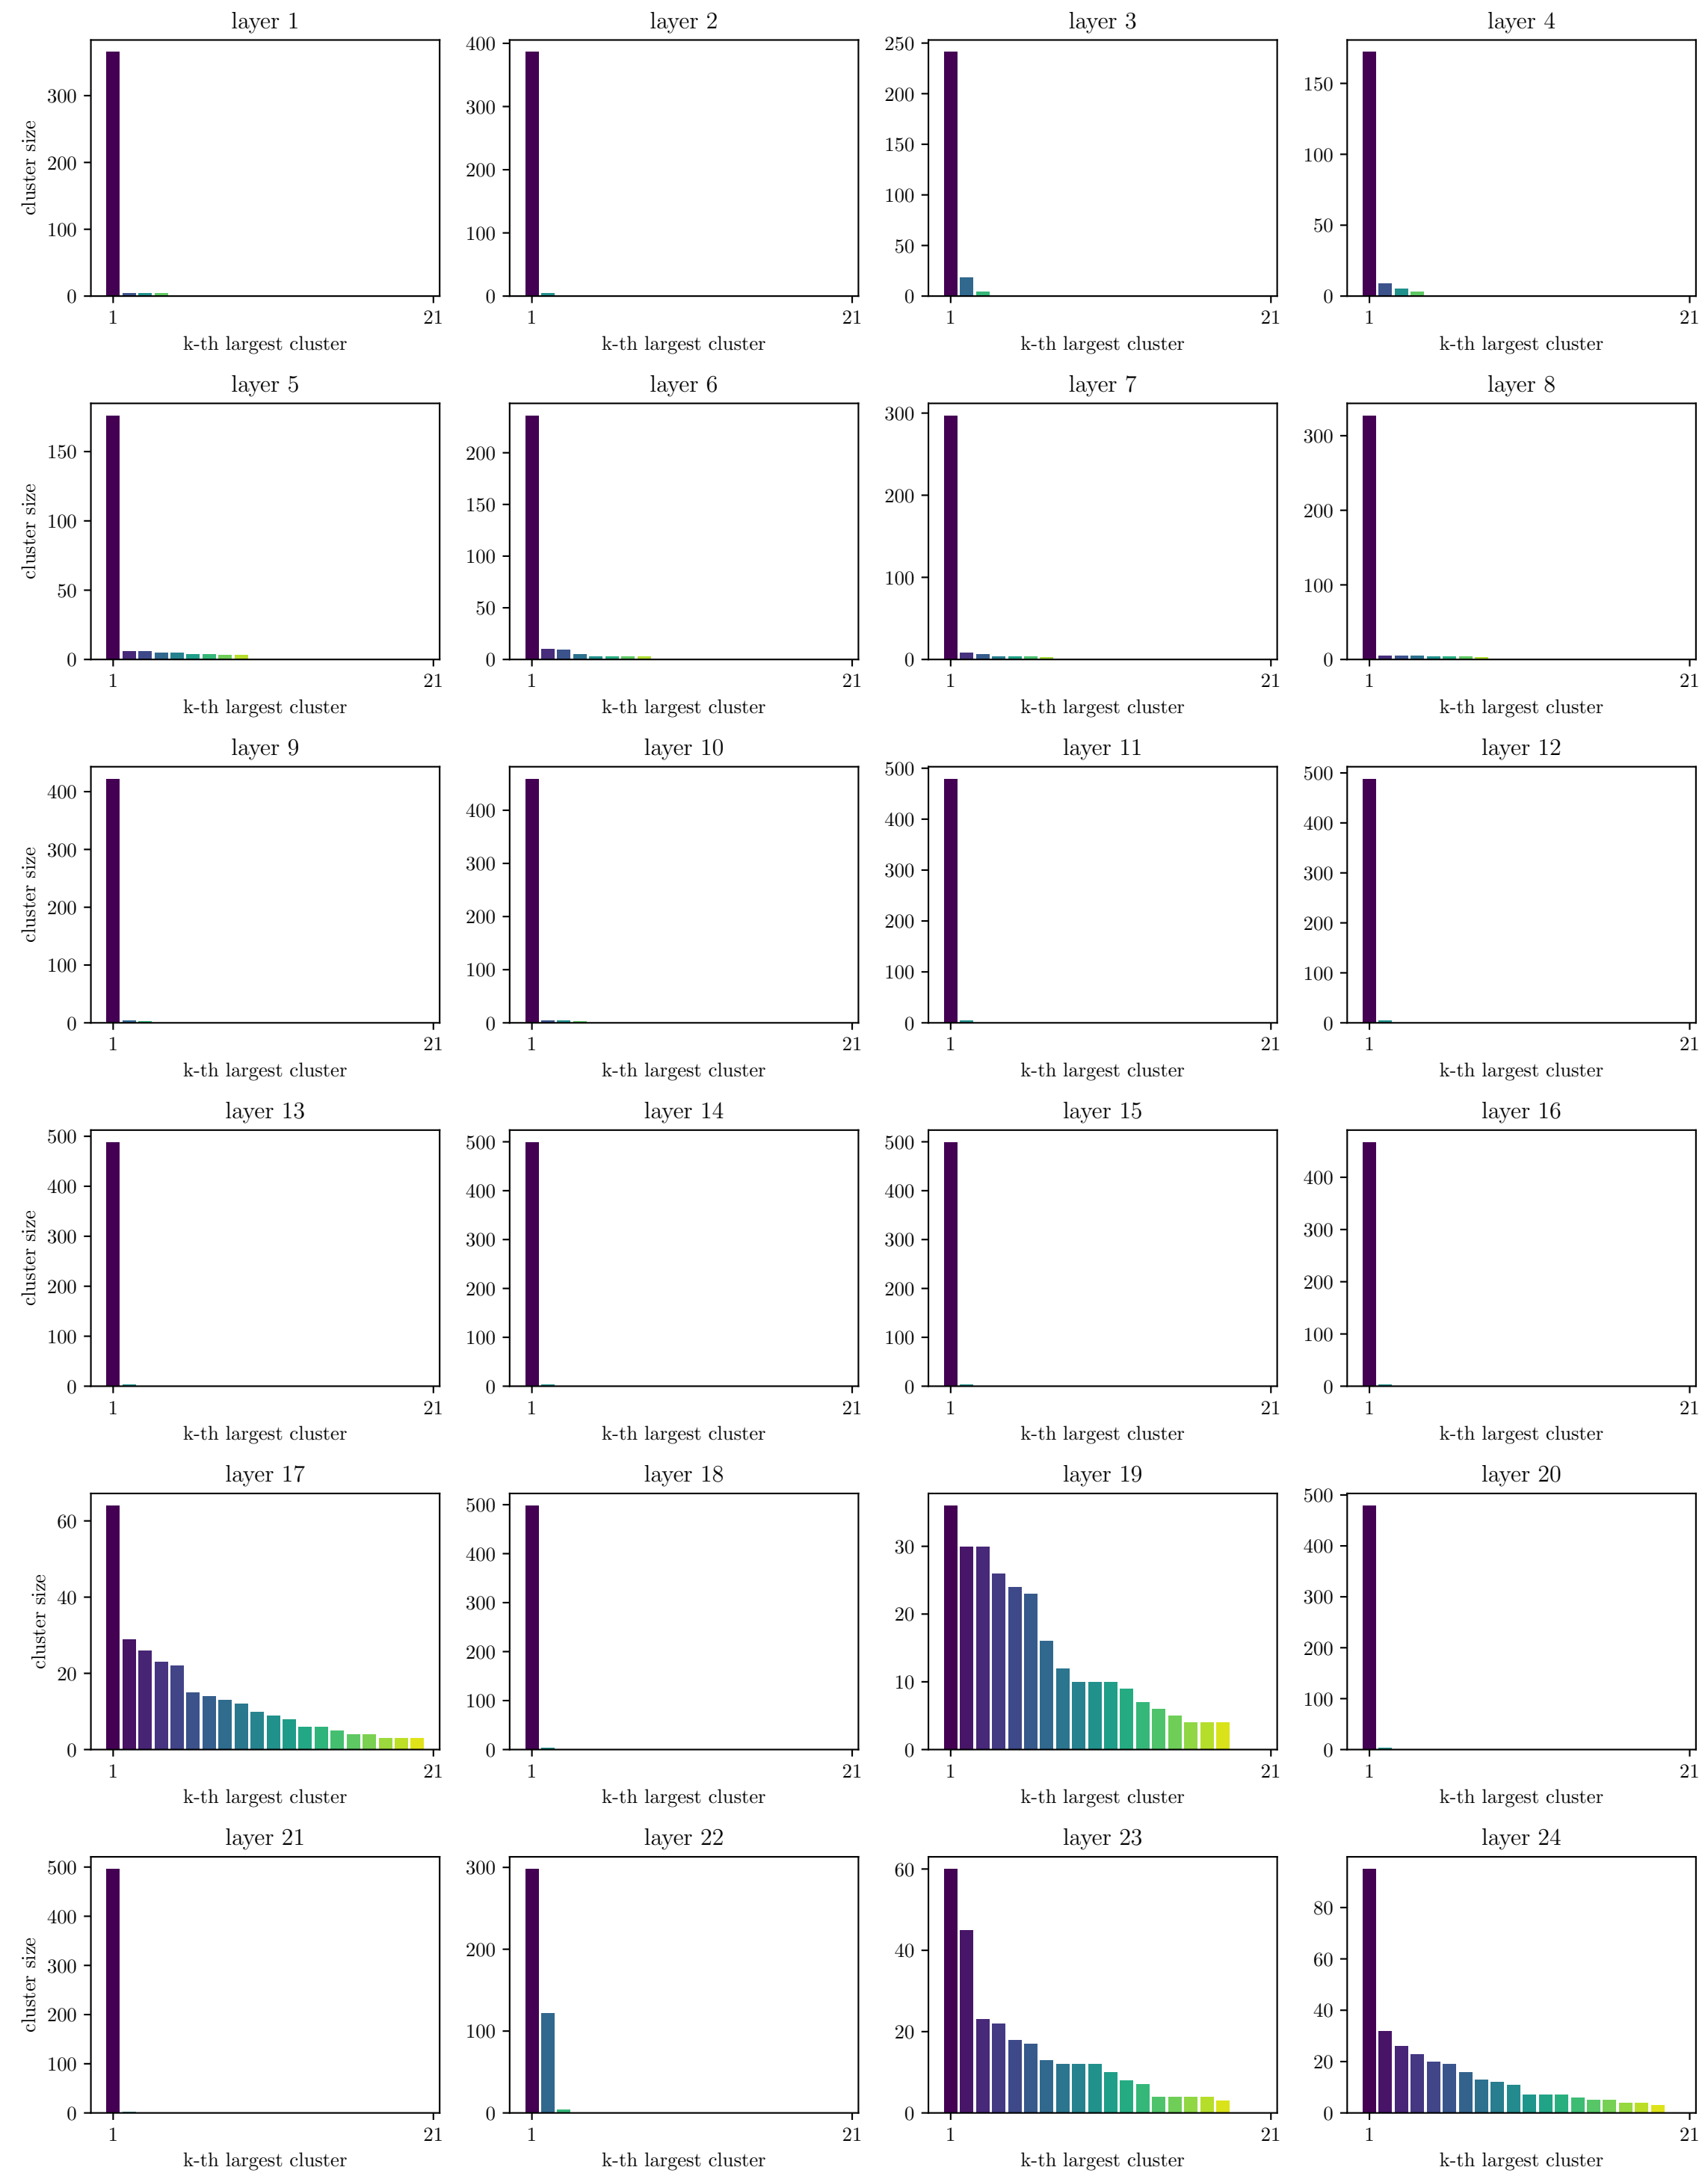 layer 1
layer 2
layer 3
layer 4
cluster size
300
200
100
0
400
300
200
100
0
250
200
150
100
50
0
150
100
50
0
1 21
1 21
1 21
1 21
k-th largest cluster
k-th largest cluster
k-th largest cluster
k-th largest cluster
layer 5
layer 6
layer 7
layer 8
cluster size
150
100
50
0
200
150
100
50
0
300
200
100
0
300
200
100
0
1 21
1 21
1 21
1 21
k-th largest cluster
k-th largest cluster
k-th largest cluster
k-th largest cluster
layer 9
layer 10
layer 11
layer 12
cluster size
400
300
200
100
0
400
300
200
100
0
500
400
300
200
100
0
500
400
300
200
100
0
1 21
1 21
1 21
1 21
k-th largest cluster
k-th largest cluster
k-th largest cluster
k-th largest cluster
layer 13
layer 14
layer 15
layer 16
cluster size
500
400
300
200
100
0
500
400
300
200
100
0
500
400
300
200
100
0
400
300
200
100
0
1 21
1 21
1 21
1 21
k-th largest cluster
k-th largest cluster
k-th largest cluster
k-th largest cluster
layer 17
layer 18
layer 19
layer 20
cluster size
60
40
20
0
500
400
300
200
100
0
30
20
10
0
500
400
300
200
100
0
1 21
1 21
1 21
1 21
k-th largest cluster
k-th largest cluster
k-th largest cluster
k-th largest cluster
layer 21
layer 22
layer 23
layer 24
cluster size
500
400
300
200
100
0
300
200
100
0
60
40
20
0
80
60
40
20
0
1 21
1 21
1 21
1 21
k-th largest cluster
k-th largest cluster
k-th largest cluster
k-th largest cluster